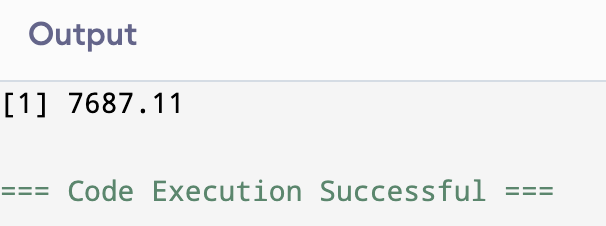 Output
[1] 7687.11
=== Code Execution Successful ===